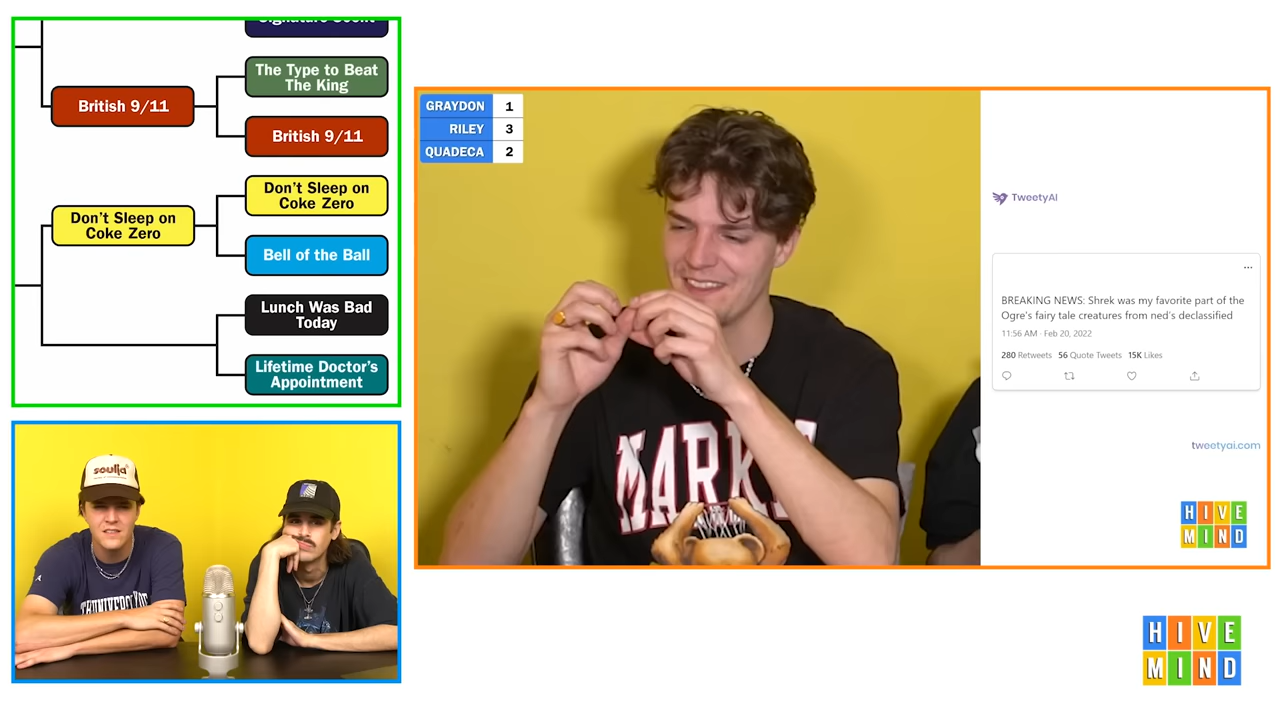 Signature Scent
The Type to Beat
The King
British 9/11
British 9/11
Don't Sleep on
Coke Zero
Don't Sleep on
Coke Zero
Bell of the Ball
Lunch Was Bad
Today
Lifetime Doctor's
Appointment
soulja
GRAYDON 1
RILEY 3
QUADECA 2
TweetyAI
BREAKING NEWS: Shrek was my favorite part of the
Ogre's fairy tale creatures from ned's declassified
11:56 AM · Feb 20, 2022
280 Retweets 56 Quote Tweets 15K Likes
tweetyai.com
HIVE
MIND
HIVE
MIND